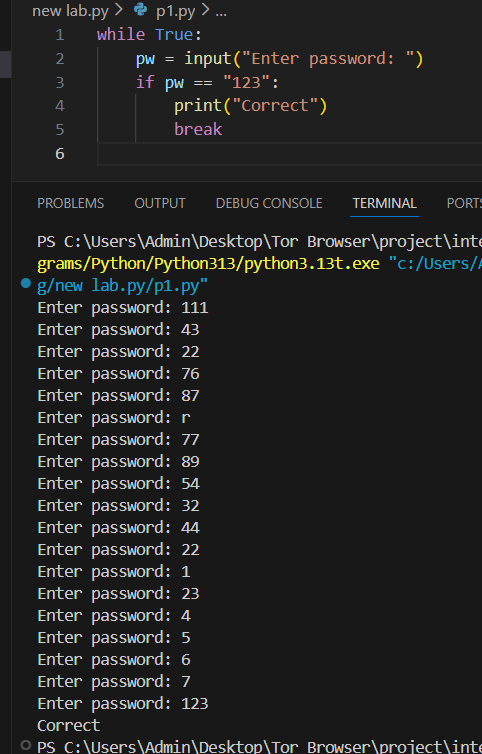 new lab.py > p1.py > ...
1 while True:
2 pw = input("Enter password: ")
3 if pw == "123":
4 print("Correct")
5 break
6
PROBLEMS OUTPUT DEBUG CONSOLE TERMINAL PORTS
PS C:\Users\Admin\Desktop\Tor Browser\project\inte
grams/Python/Python313/python3.13t.exe "c:/Users/A
g/new lab.py/p1.py"
Enter password: 111
Enter password: 43
Enter password: 22
Enter password: 76
Enter password: 87
Enter password: r
Enter password: 77
Enter password: 89
Enter password: 54
Enter password: 32
Enter password: 44
Enter password: 22
Enter password: 1
Enter password: 23
Enter password: 4
Enter password: 5
Enter password: 6
Enter password: 7
Enter password: 123
Correct
PS C:\Users\Admin\Desktop\Tor Browser\project\inte